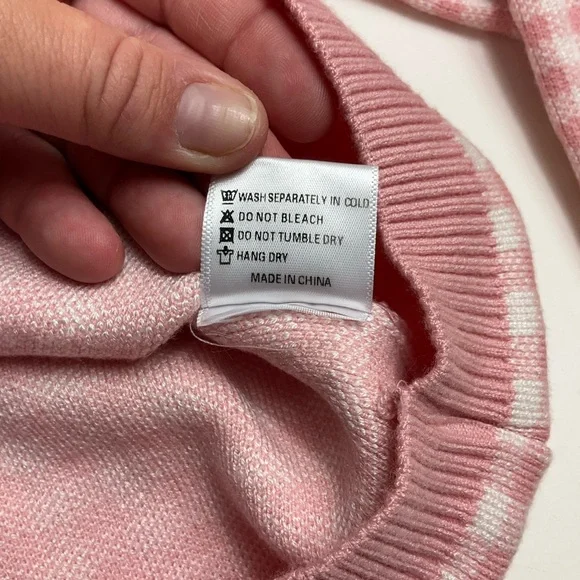 WASH SEPARATELY IN COLD
DO NOT BLEACH
DO NOT TUMBLE DRY
HANG DRY
MADE IN CHINA